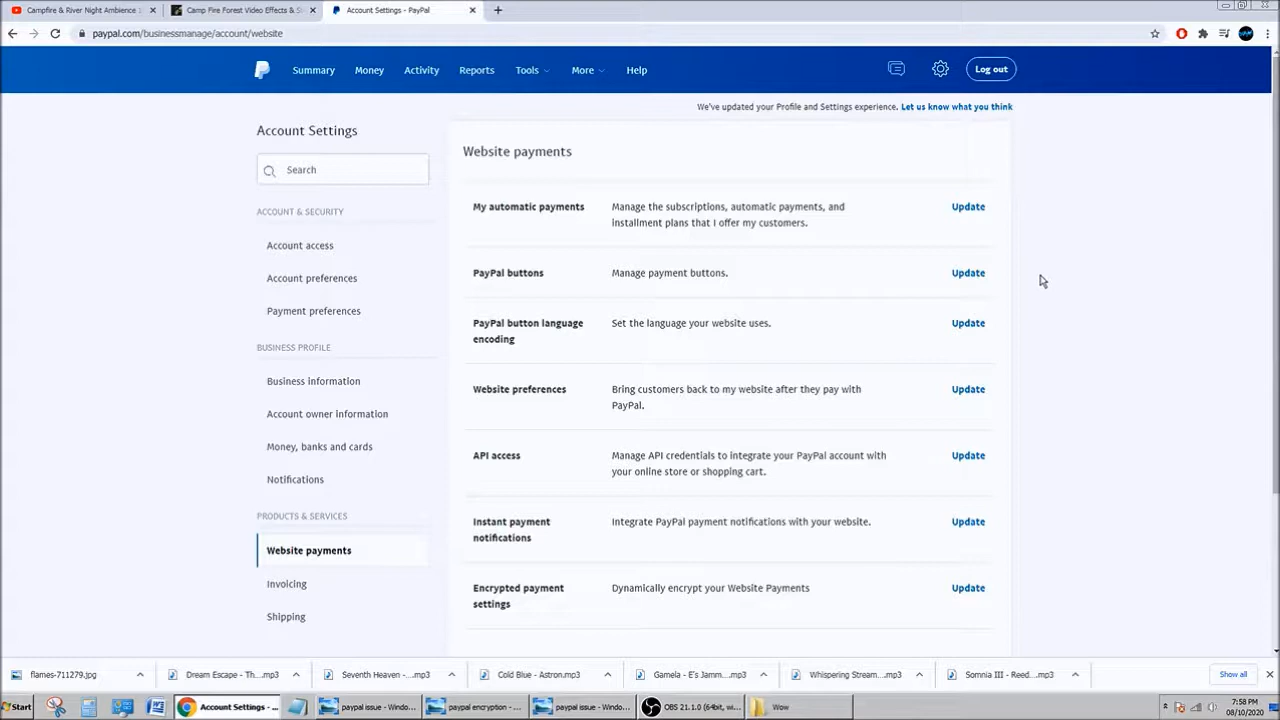 Campfire & River Night Ambience
Camp Fire Forest Video Effects & S
Account Settings - PayPal
paypal.com/businessmanage/account/website
Summary
Money
Activity
Reports
Tools
More
Help
Log out
We've updated your Profile and Settings experience. Let us know what you think
Account Settings
Search
ACCOUNT & SECURITY
Account access
Account preferences
Payment preferences
BUSINESS PROFILE
Business information
Account owner information
Money, banks and cards
Notifications
PRODUCTS & SERVICES
Website payments
Invoicing
Shipping
Website payments
My automatic payments
Manage the subscriptions, automatic payments, and
installment plans that I offer my customers.
Update
PayPal buttons
Manage payment buttons.
Update
PayPal button language
encoding
Set the language your website uses.
Update
Website preferences
Bring customers back to my website after they pay with
PayPal.
Update
API access
Manage API credentials to integrate your PayPal account with
your online store or shopping cart.
Update
Instant payment
notifications
Integrate PayPal payment notifications with your website.
Update
Encrypted payment
settings
Dynamically encrypt your Website Payments
Update
flames-711279.jpg
Dream Escape - Th....mp3
Seventh Heaven -....mp3
Cold Blue - Astron.mp3
Gamela - E's Jamm....mp3
Whispering Stream....mp3
Somnia III - Reed....mp3
Show all
Start
Account Settings - ...
paypal issue - Windo...
paypal encryption - ...
paypal issue - Windo...
OBS 21.1.0 (64bit, w...
Wow
7:58 PM
08/10/2020